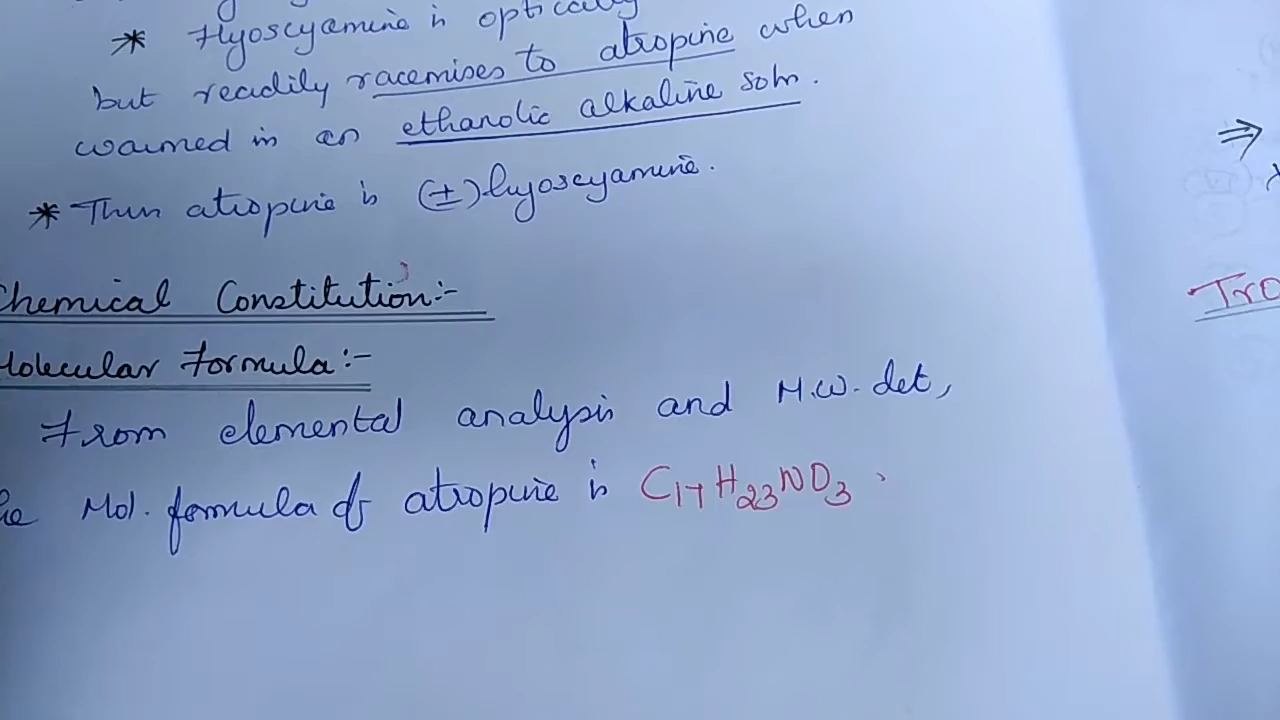 * Hyoscyamine is optically
but readily racemises to atropine when
warmed in an ethanolic alkaline soln.
* Thus atropine is (±) hyoscyamine.
Chemical Constitution:-
Molecular Formula:-
From elemental analysis and M.W. det,
the Mol. formula of atropine is C17H23NO3.
⇒
Tro